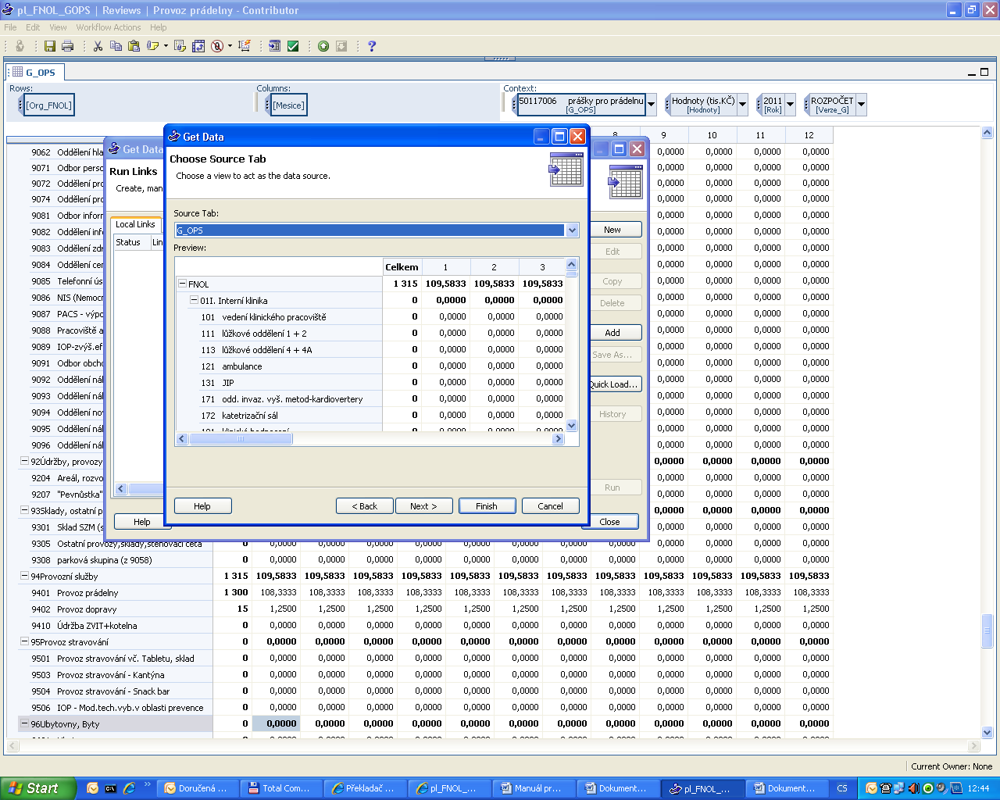 pl_FNOL_GOPS | Reviews | Provoz prádelny - Contributor
File Edit View Workflow Actions Help
G_OPS
Rows: Columns: Context:
[Org_FNOL] [Mesice]
50117006 prášky pro prádelnu [G_OPS]
Hodnoty (tis.KČ) [Hodnoty]
2011 [Rok]
ROZPOČET [Verze_G]
8 9 10 11 12
9062 Oddělení hla 0,0000 0,0000 0,0000 0,0000
9071 Odbor perso 0,0000 0,0000 0,0000 0,0000
9072 Oddělení pro 0,0000 0,0000 0,0000 0,0000
9074 Oddělení pro 0,0000 0,0000 0,0000 0,0000
9081 Odbor inform 0,0000 0,0000 0,0000 0,0000
9082 Oddělení info 0,0000 0,0000 0,0000 0,0000
9083 Oddělení zdr 0,0000 0,0000 0,0000 0,0000
9084 Oddělení cen 0,0000 0,0000 0,0000 0,0000
9085 Telefonní ús 0,0000 0,0000 0,0000 0,0000
9086 NIS (Nemocn 0,0000 0,0000 0,0000 0,0000
9087 PACS - výpo 0,0000 0,0000 0,0000 0,0000
9088 Pracoviště a 0,0000 0,0000 0,0000 0,0000
9089 IOP-zvýš.ef 0,0000 0,0000 0,0000 0,0000
9091 Odbor obcho 0,0000 0,0000 0,0000 0,0000
9092 Oddělení nák 0,0000 0,0000 0,0000 0,0000
9093 Oddělení nák 0,0000 0,0000 0,0000 0,0000
9094 Oddělení nov 0,0000 0,0000 0,0000 0,0000
9095 Oddělení nák 0,0000 0,0000 0,0000 0,0000
9096 Oddělení nák 0,0000 0,0000 0,0000 0,0000
92Údržby, provozy 0,0000 0,0000 0,0000 0,0000
9204 Areál, rozvo 0,0000 0,0000 0,0000 0,0000
9207 "Pevnůstka" 0,0000 0,0000 0,0000 0,0000
93Sklady, ostatní p 0,0000 0,0000 0,0000 0,0000
9301 Sklad SZM (s 0,0000 0,0000 0,0000 0,0000
9305 Ostatní provozy,sklady,stěhovací četa 0 0,0000 0,0000 0,0000 0,0000 0,0000 0,0000 0,0000 0,0000 0,0000 0,0000 0,0000 0,0000
9308 parková skupina (z 9058) 0 0,0000 0,0000 0,0000 0,0000 0,0000 0,0000 0,0000 0,0000 0,0000 0,0000 0,0000 0,0000
94Provozní služby 1 315 109,5833 109,5833 109,5833 109,5833 109,5833 109,5833 109,5833 109,5833 109,5833 109,5833 109,5833 109,5833
9401 Provoz prádelny 1 300 108,3333 108,3333 108,3333 108,3333 108,3333 108,3333 108,3333 108,3333 108,3333 108,3333 108,3333 108,3333
9402 Provoz dopravy 15 1,2500 1,2500 1,2500 1,2500 1,2500 1,2500 1,2500 1,2500 1,2500 1,2500 1,2500 1,2500
9410 Údržba ZVIT+kotelna 0 0,0000 0,0000 0,0000 0,0000 0,0000 0,0000 0,0000 0,0000 0,0000 0,0000 0,0000 0,0000
95Provoz stravování 0 0,0000 0,0000 0,0000 0,0000 0,0000 0,0000 0,0000 0,0000 0,0000 0,0000 0,0000 0,0000
9501 Provoz stravování vč. Tabletu, sklad 0 0,0000 0,0000 0,0000 0,0000 0,0000 0,0000 0,0000 0,0000 0,0000 0,0000 0,0000 0,0000
9503 Provoz stravování - Kantýna 0 0,0000 0,0000 0,0000 0,0000 0,0000 0,0000 0,0000 0,0000 0,0000 0,0000 0,0000 0,0000
9504 Provoz stravování - Snack bar 0 0,0000 0,0000 0,0000 0,0000 0,0000 0,0000 0,0000 0,0000 0,0000 0,0000 0,0000 0,0000
9506 IOP - Mod.tech.vyb.v oblasti prevence 0 0,0000 0,0000 0,0000 0,0000 0,0000 0,0000 0,0000 0,0000 0,0000 0,0000 0,0000 0,0000
96Ubytovny, Byty 0 0,0000 0,0000 0,0000 0,0000 0,0000 0,0000 0,0000 0,0000 0,0000 0,0000 0,0000 0,0000
Get Data
Run Links
Create, man
Local Links
Status Lin
New
Edit
Copy
Delete
Add
Save As...
Quick Load...
History
Run
Help
Close
Get Data
Choose Source Tab
Choose a view to act as the data source.
Source Tab:
G_OPS
Preview:
Celkem 1 2 3
FNOL 1 315 109,5833 109,5833 109,5833
01I. Interní klinika 0 0,0000 0,0000 0,0000
101 vedení klinického pracoviště 0 0,0000 0,0000 0,0000
111 lůžkové oddělení 1 + 2 0 0,0000 0,0000 0,0000
113 lůžkové oddělení 4 + 4A 0 0,0000 0,0000 0,0000
121 ambulance 0 0,0000 0,0000 0,0000
131 JIP 0 0,0000 0,0000 0,0000
171 odd. invaz. vyš. metod-kardiovertery 0 0,0000 0,0000 0,0000
172 katetrizační sál 0 0,0000 0,0000 0,0000
Help < Back Next > Finish Cancel
Current Owner: None
Start Doručená ... Total Com... Překladač ... pl_FNOL_... Manuál pr... Dokument... pl_FNOL_... Dokument... CS 12:44